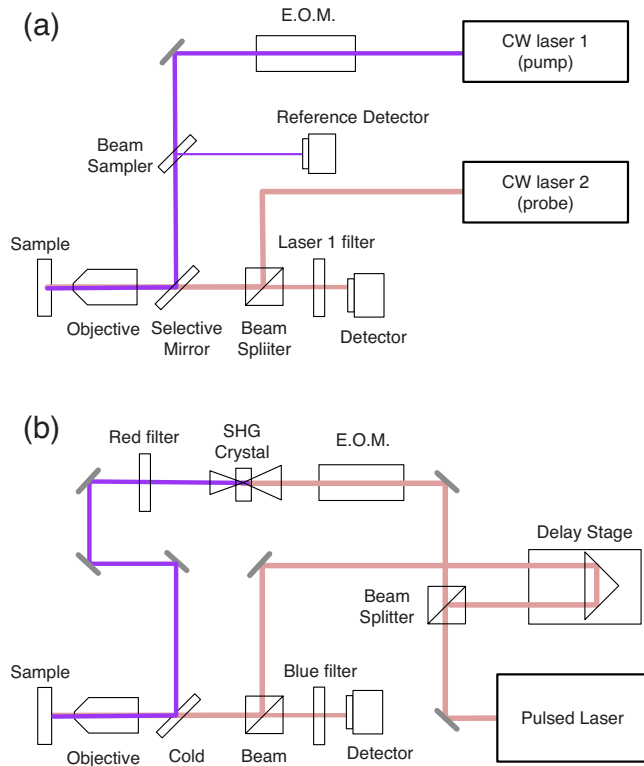 (a)
E.O.M.
CW laser 1
(pump)
Beam
Sampler
Reference Detector
CW laser 2
(probe)
Sample
Laser 1 filter
Objective
Selective
Mirror
Beam
Spliiter
Detector
(b)
Red filter
SHG
Crystal
E.O.M.
Delay Stage
Beam
Splitter
Sample
Blue filter
Pulsed Laser
Objective
Cold
Beam
Detector